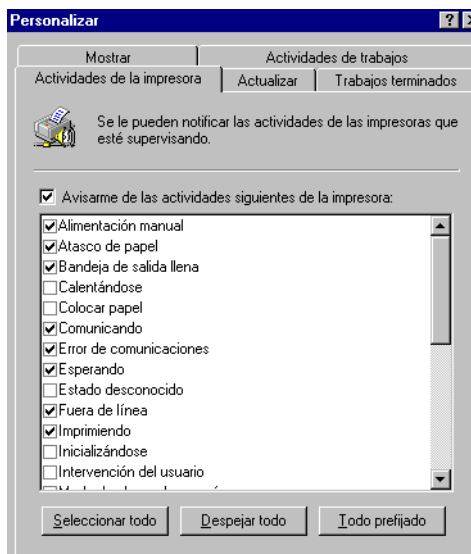 Personalizar
Mostrar
Actividades de trabajos
Actividades de la impresora
Actualizar
Trabajos terminados
Se le pueden notificar las actividades de las impresoras que
esté supervisando.
Avisarme de las actividades siguientes de la impresora:
Alimentación manual
Atasco de papel
Bandeja de salida llena
Calentándose
Colocar papel
Comunicando
Error de comunicaciones
Esperando
Estado desconocido
Fuera de línea
Imprimiendo
Inicializándose
Intervención del usuario
Seleccionar todo
Despejar todo
Todo prefijado